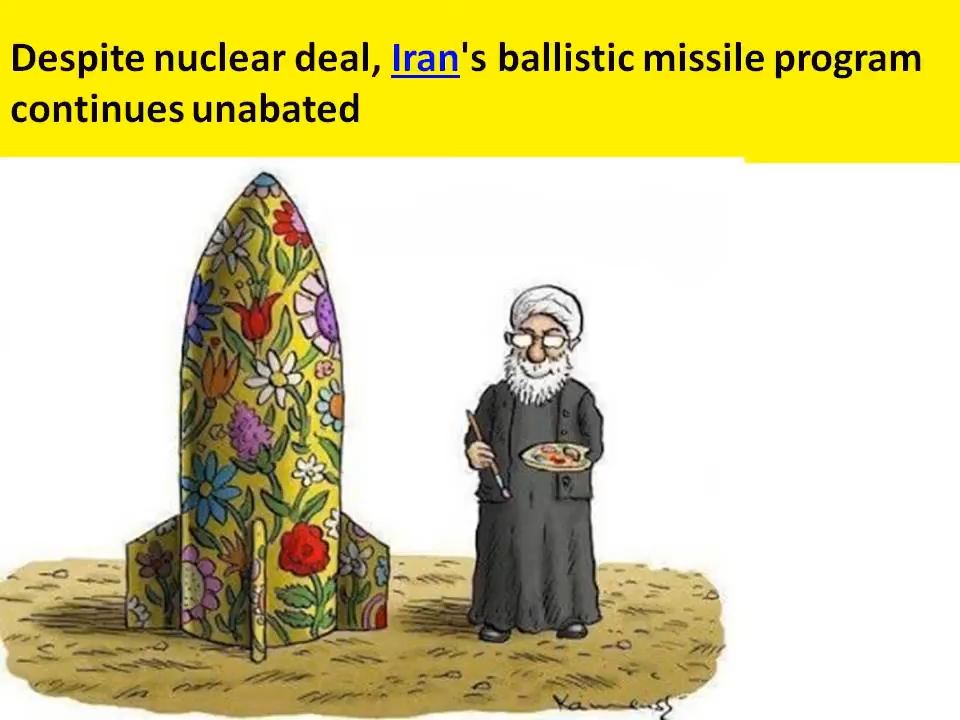 Despite nuclear deal, Iran's ballistic missile program
continues unabated